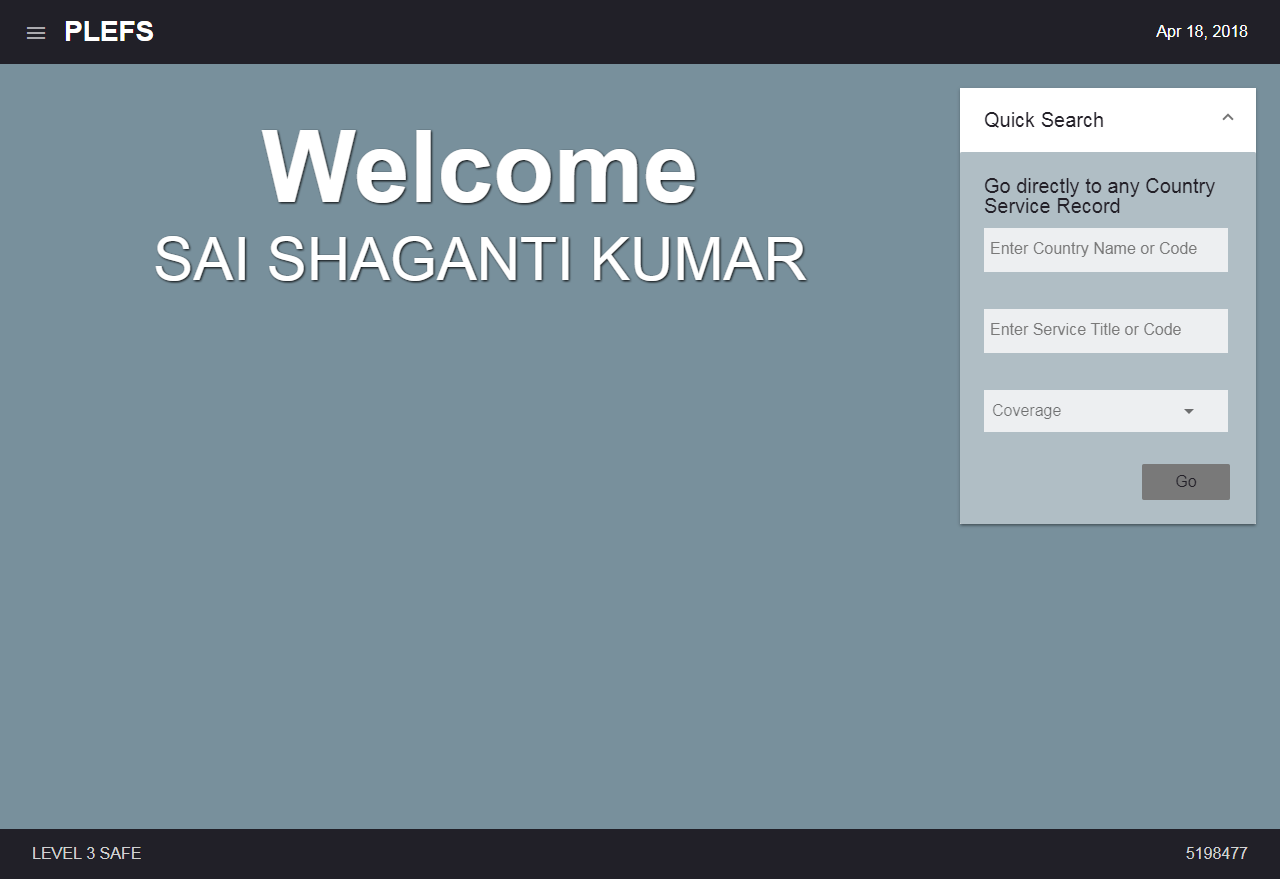 PLEFS
Apr 18, 2018
Welcome
SAI SHAGANTI KUMAR
Quick Search
Go directly to any Country
Service Record
Enter Country Name or Code
Enter Service Title or Code
Coverage
Go
LEVEL 3 SAFE
5198477